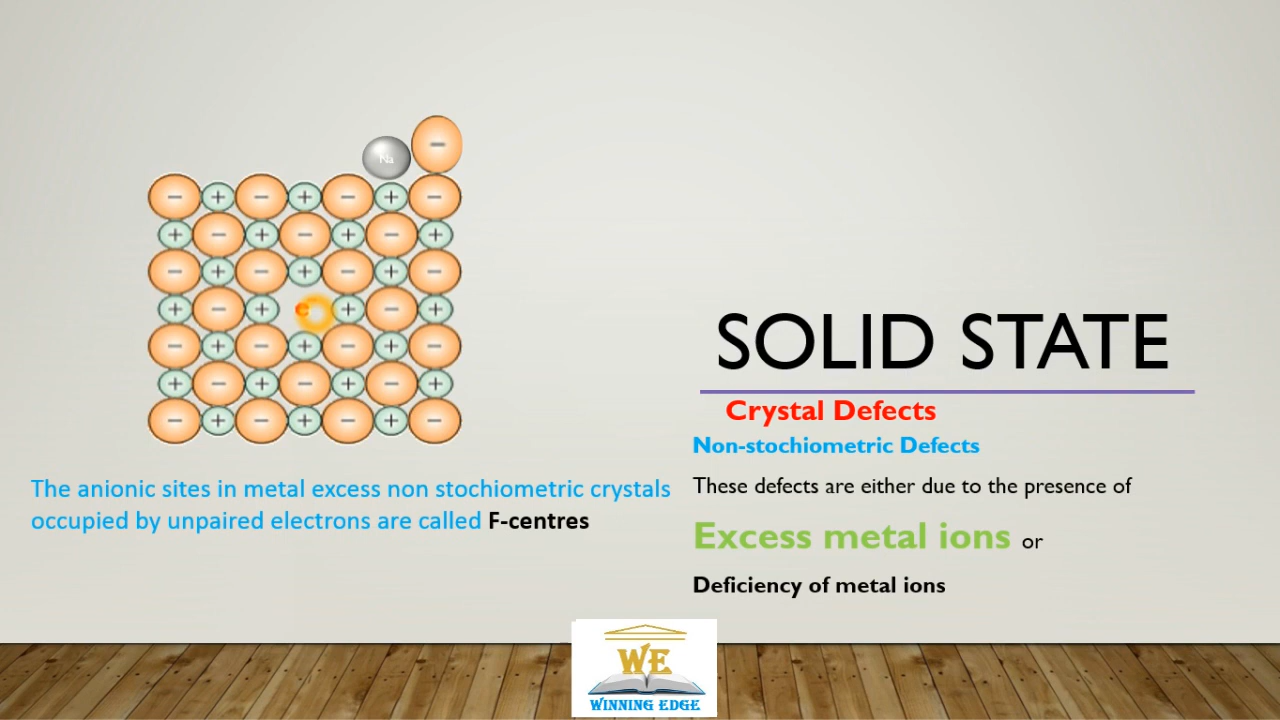 Na
− 
− + − + − + −
+ − + − + − +
− + − + − + −
+ − + e + − +
− + − + − + −
+ − + − + − +
− + − + − + −
The anionic sites in metal excess non stochiometric crystals
occupied by unpaired electrons are called F-centres
SOLID STATE
Crystal Defects
Non-stochiometric Defects
These defects are either due to the presence of
Excess metal ions or
Deficiency of metal ions
WE
WINNING EDGE